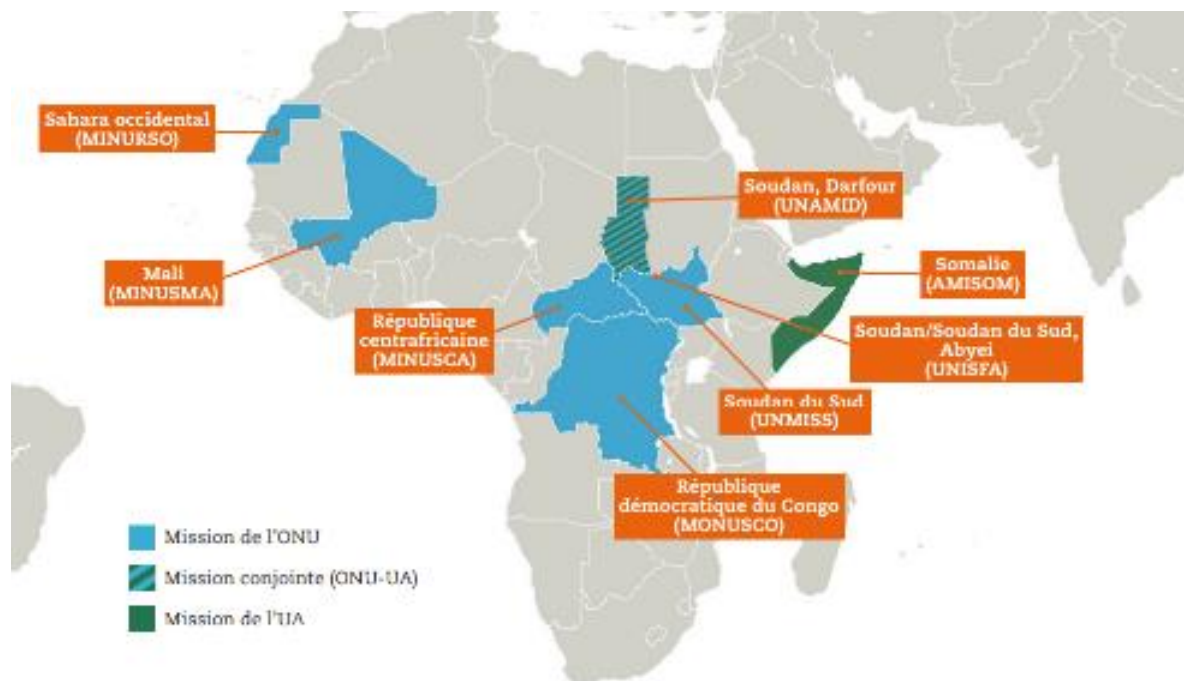 Sahara occidental
(MINURSO)
Soudan, Darfour
(UNAMID)
Mali
(MINUSMA)
Somalie
(AMISOM)
République
centrafricaine
(MINUSCA)
Soudan/Soudan du Sud,
Abyei
(UNISFA)
Soudan du Sud
(UNMISS)
République
démocratique du Congo
(MONUSCO)
Mission de l'ONU
Mission conjointe (ONU-UA)
Mission de l'UA